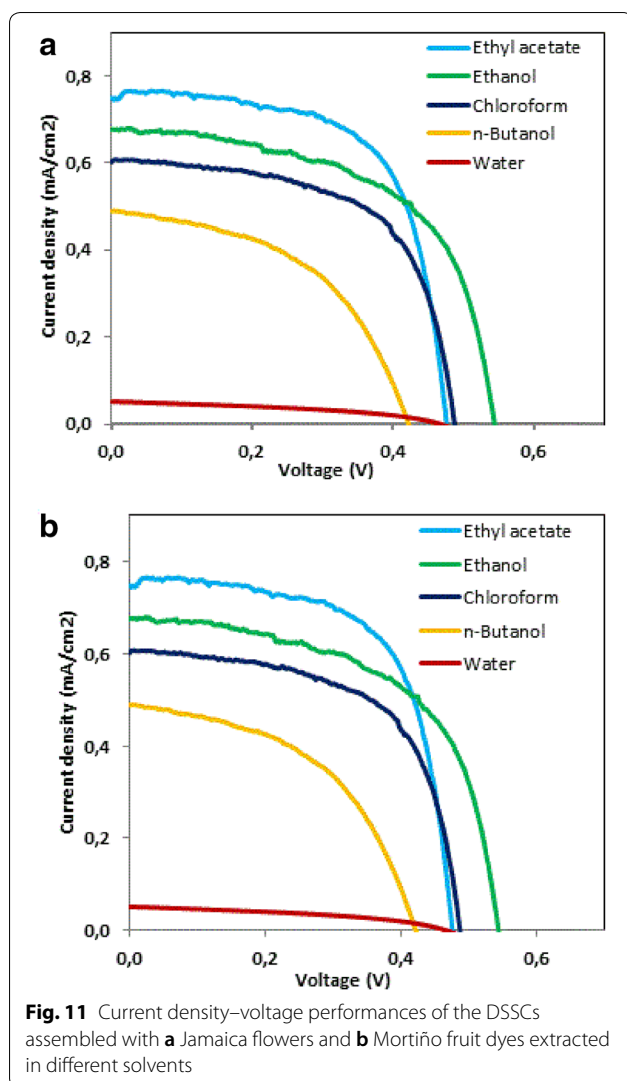 a
Ethyl acetate
Ethanol
Chloroform
n-Butanol
Water
Current density (mA/cm2)
0,8
0,6
0,4
0,2
0,0
0,0 0,2 0,4 0,6
Voltage (V)
b
Ethyl acetate
Ethanol
Chloroform
n-Butanol
Water
Current density (mA/cm2)
0,8
0,6
0,4
0,2
0,0
0,0 0,2 0,4 0,6
Voltage (V)
Fig. 11 Current density–voltage performances of the DSSCs
assembled with a Jamaica flowers and b Mortiño fruit dyes extracted
in different solvents